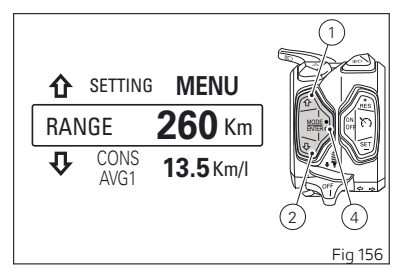 1
SETTING MENU
RANGE 260 Km
CONS
AVG1 13.5 Km/l
RES
ON
OFF
MODE
ENTER
SET
OFF
2
4
Fig 156